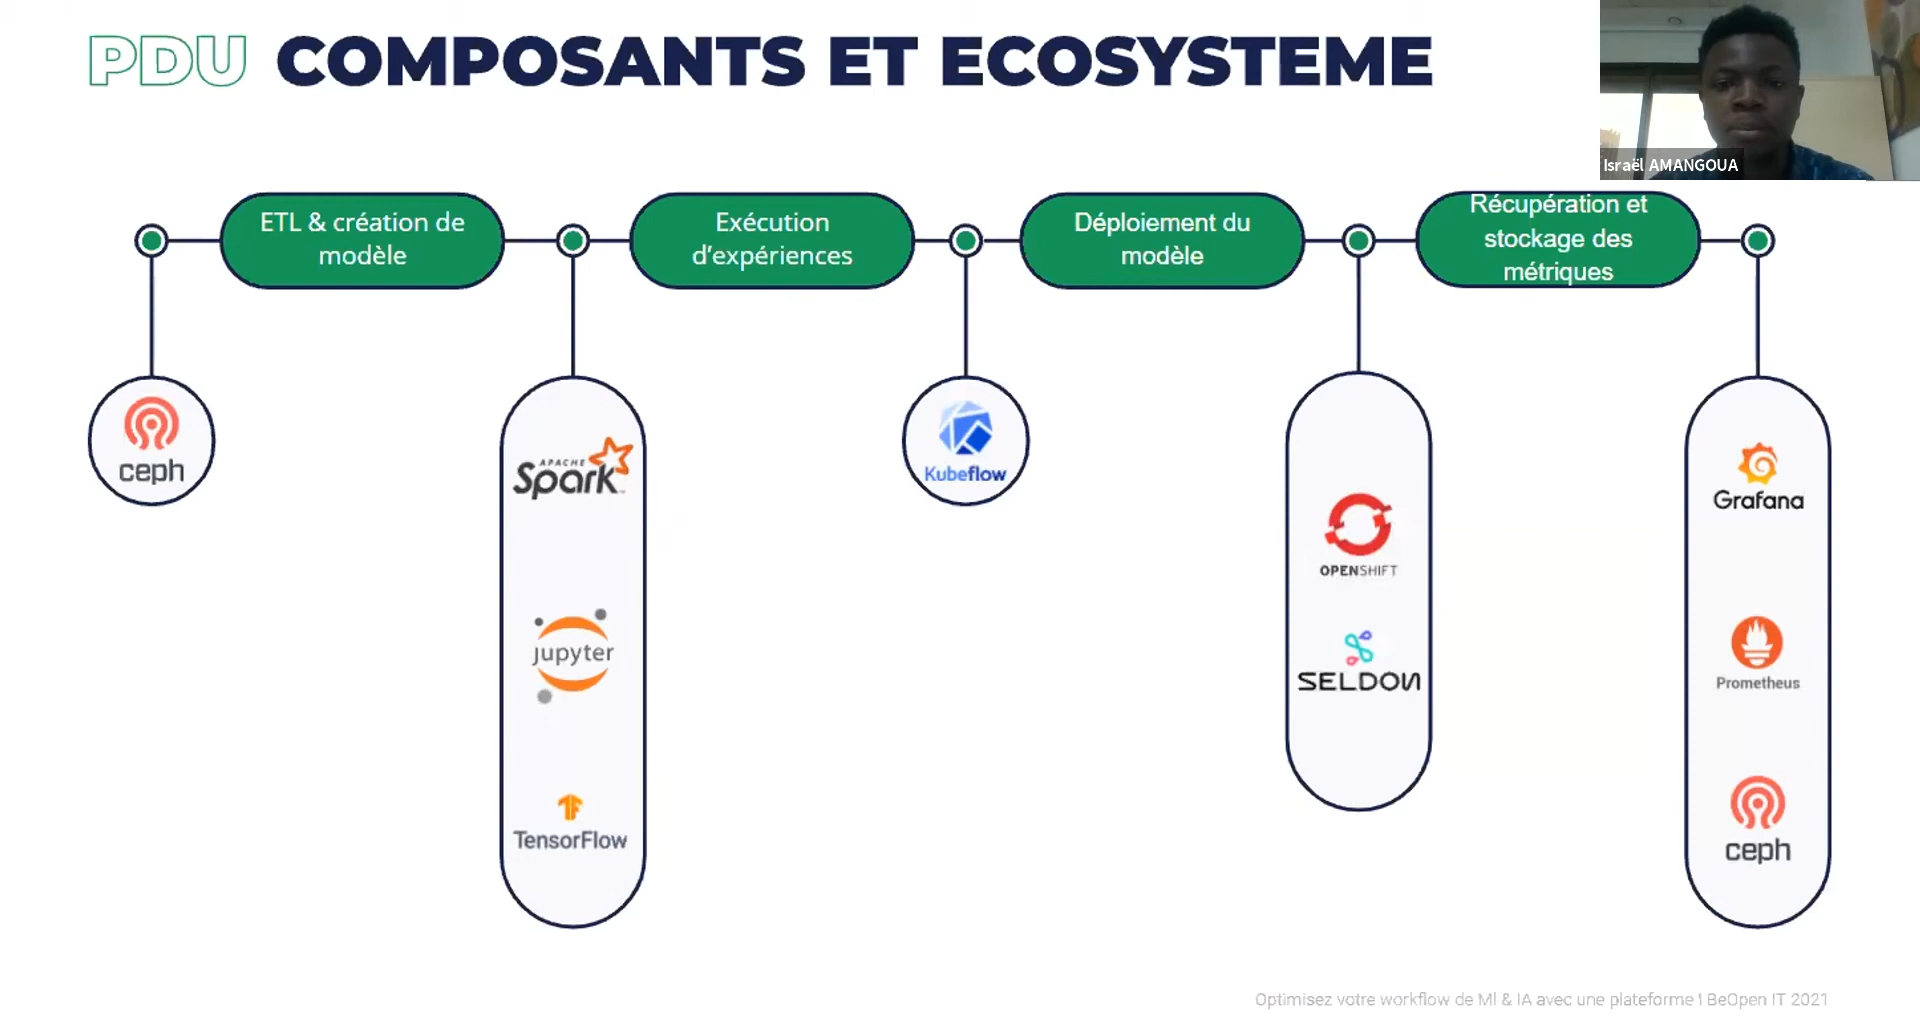 PDU COMPOSANTS ET ECOSYSTEME
Israël AMANGOUA
ETL & création de
modèle
Exécution
d'expériences
Déploiement du
modèle
Récupération et
stockage des
métriques
ceph
APACHE
Spark
jupyter
TensorFlow
Kubeflow
OPENSHIFT
SELDON
Grafana
Prometheus
ceph
Optimisez votre workflow de Ml & IA avec une plateforme ! BeOpen IT 2021